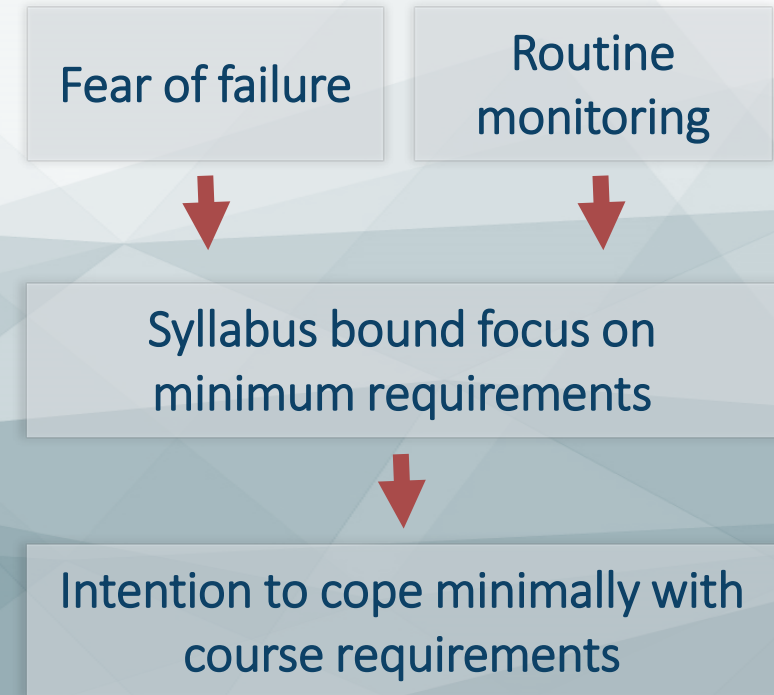 Fear of failure
Routine
monitoring
Syllabus bound focus on
minimum requirements
Intention to cope minimally with
course requirements